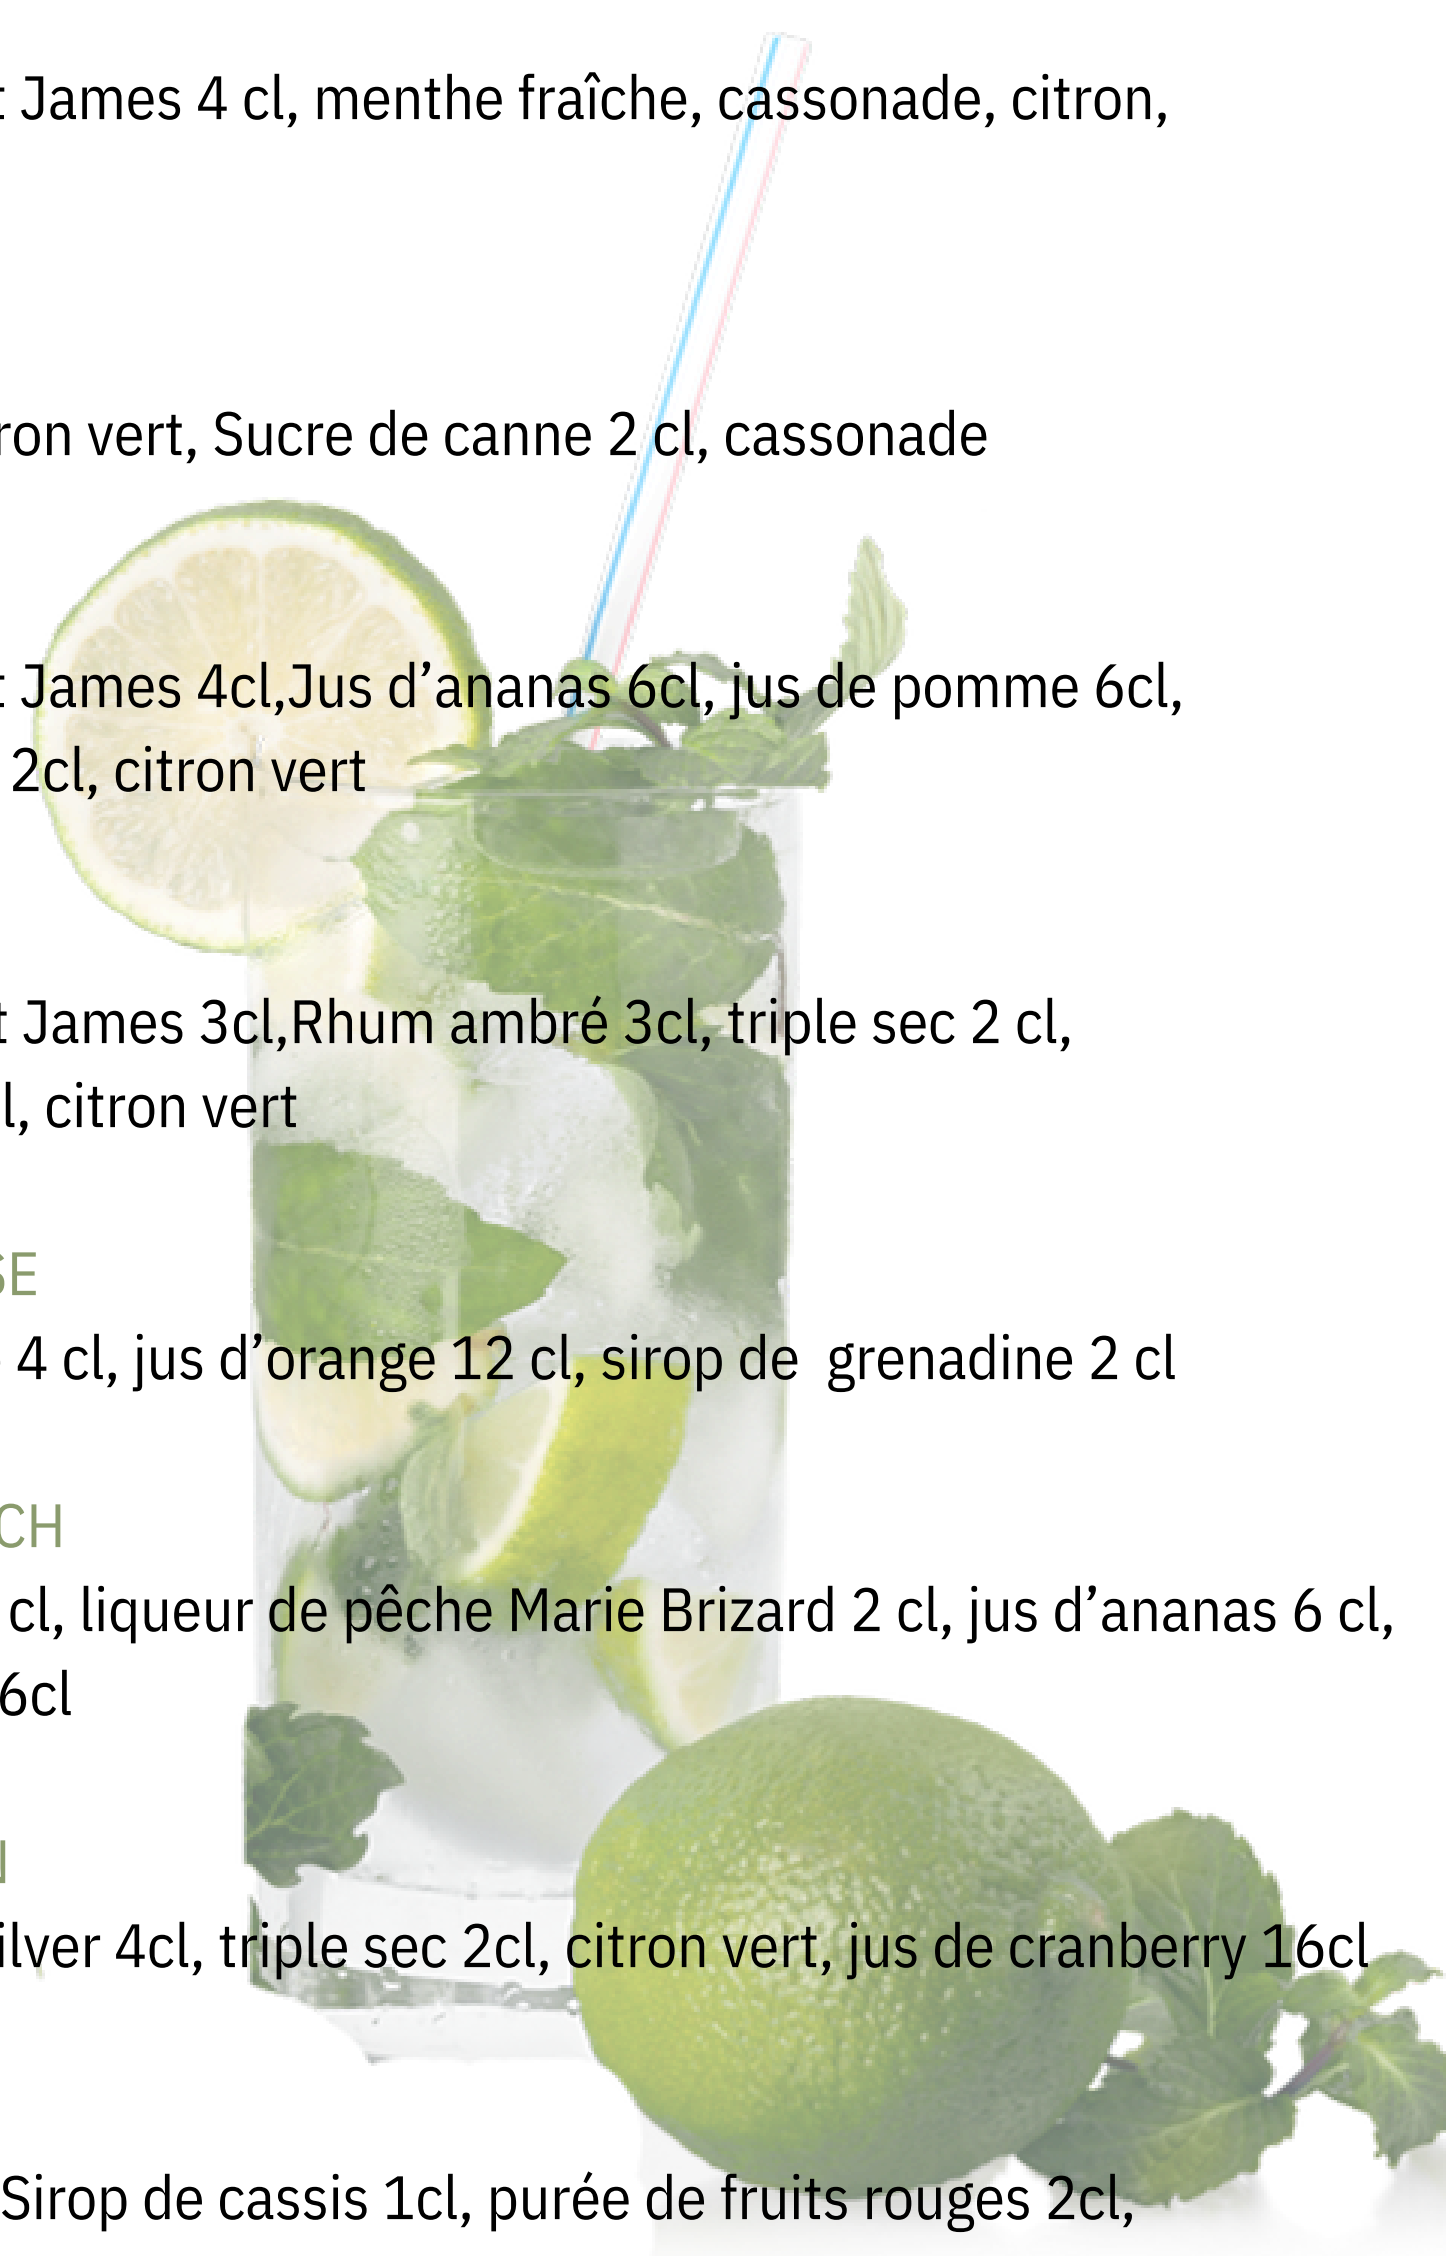 t James 4 cl, menthe fraîche, cassonade, citron,
ron vert, Sucre de canne 2 cl, cassonade
t James 4cl,Jus d’ananas 6cl, jus de pomme 6cl,
2cl, citron vert
t James 3cl,Rhum ambré 3cl, triple sec 2 cl,
l, citron vert
SE
4 cl, jus d’orange 12 cl, sirop de  grenadine 2 cl
CH
cl, liqueur de pêche Marie Brizard 2 cl, jus d’ananas 6 cl,
6cl
N
ilver 4cl, triple sec 2cl, citron vert, jus de cranberry 16cl
Sirop de cassis 1cl, purée de fruits rouges 2cl,